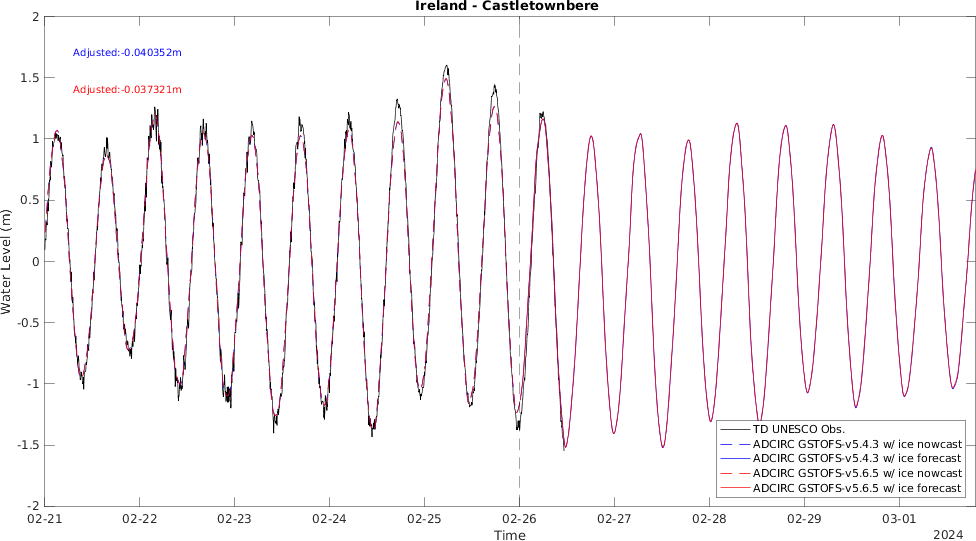 Ireland - Castletownbere
2
1.5
1
0.5
0
-0.5
-1
-1.5
-2
Water Level (m)
Adjusted:-0.040352m
Adjusted:-0.037321m
TD UNESCO Obs.
ADCIRC GSTOFS-v5.4.3 w/ ice nowcast
ADCIRC GSTOFS-v5.4.3 w/ ice forecast
ADCIRC GSTOFS-v5.6.5 w/ ice nowcast
ADCIRC GSTOFS-v5.6.5 w/ ice forecast
02-21 02-22 02-23 02-24 02-25 02-26 02-27 02-28 02-29 03-01
Time
2024